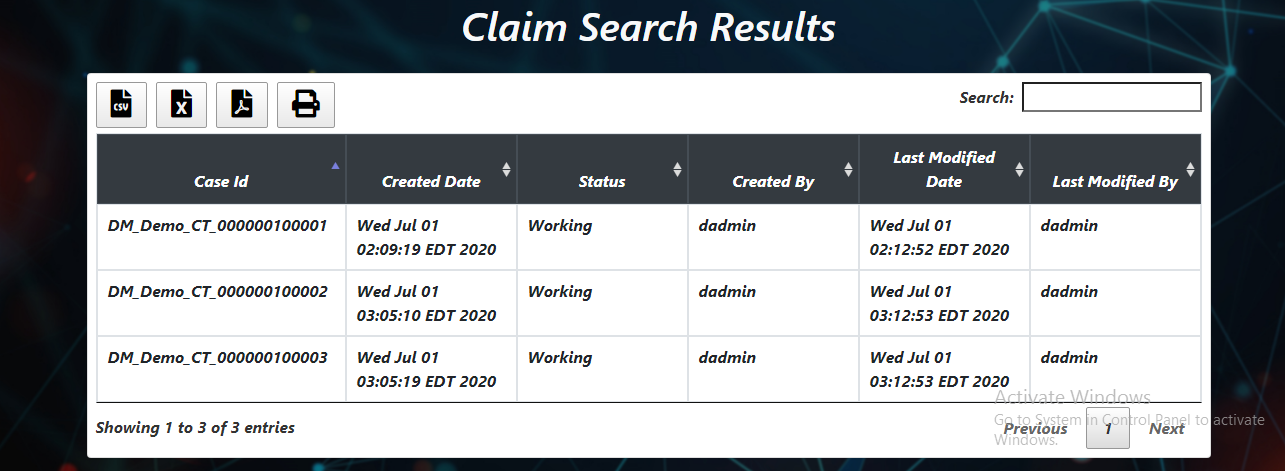 Claim Search Results
CSV
X
Search:
Case Id Created Date Status Created By Last Modified Date Last Modified By
DM_Demo_CT_000000100001 Wed Jul 01 02:09:19 EDT 2020 Working dadmin Wed Jul 01 02:12:52 EDT 2020 dadmin
DM_Demo_CT_000000100002 Wed Jul 01 03:05:10 EDT 2020 Working dadmin Wed Jul 01 03:12:53 EDT 2020 dadmin
DM_Demo_CT_000000100003 Wed Jul 01 03:05:19 EDT 2020 Working dadmin Wed Jul 01 03:12:53 EDT 2020 dadmin
Showing 1 to 3 of 3 entries
Previous 1 Next
Activate Windows
Go to System in Control Panel to activate
Windows.